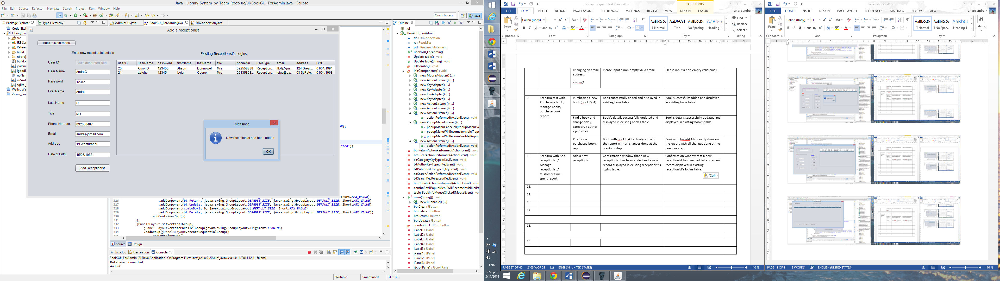 Java - Library_System_by_Team_Root/src/ui/BookGUI_ForAdmin.java - Eclipse
File Edit Source Refactor Navigate Search Project Run Window Help
Quick Access
Java
Package Explorer
Type Hierarchy
AdiminGUI.java
BookGUI_ForAdmin.java
DBConnection.java
Code_Skel
Library_Sy
src
JRE Sys
Refere
build
nbproj
build.x
jcalenc
jgoodi
noNan
rs2xml
sqlite-j
Wallys Wa
Zavier_Fin
Add a receptionist
Back to Main menu
Enter new receptionist details
Existing Receptionist's Logins
User ID Auto generated field
User Name AndreC
Password 12345
First Name Andre
Last Name C
Title MR
Phone Number 092568487
Email andre@gmail.com
Address 19 Wheturangi
Date of Birth 15/05/1988
Add Receptionist
userID userName password firstName lastName title phoneNu... userType email address DOB
20 AlisonD 123456 Alison Donnowel Mrs 092558888 Reception... llkkl@gm... 124 Great ... 01/01/1991
21 Leighc 12345 Leigh Cooper Mrs 02135868... Reception... leigc@pa... 58 St Pete... 01/04/1968
Message
New receptionist has been added
OK
N);
eted");
Short.MAX_VALUE)
326 .addComponent(btnReturn, javax.swing.GroupLayout.DEFAULT_SIZE, javax.swing.GroupLayout.DEFAULT_SIZE, Short.MAX_VALUE)
327 .addComponent(btnUpdate, javax.swing.GroupLayout.DEFAULT_SIZE, javax.swing.GroupLayout.DEFAULT_SIZE, Short.MAX_VALUE)
328 .addComponent(comboBox1, 0, javax.swing.GroupLayout.DEFAULT_SIZE, Short.MAX_VALUE)
329 .addComponent(btnDelete, javax.swing.GroupLayout.DEFAULT_SIZE, javax.swing.GroupLayout.DEFAULT_SIZE, Short.MAX_VALUE))
330 .addContainerGap())
331 );
332 jPanel3Layout.setVerticalGroup(
333 jPanel3Layout.createParallelGroup(javax.swing.GroupLayout.Alignment.LEADING)
334 .addGroup(jPanel3Layout.createSequentialGroup()
335 .addContainerGap()
Source Design
Javadoc Declaration Console
BookGUI_ForAdmin (2) [Java Application] C:\Program Files\Java\jre1.8.0_20\bin\javaw.exe (3/11/2014 12:41:56 pm)
Database connected
AndreC
Writable Smart Insert 311 : 32
Outline
ui
BookGUI_ForAdmin
db : DBConnection
rs : ResultSet
pst : PreparedStatement
BookGUI_ForAdmin()
Update_table() : void
Update_table(String) : void
Fillcombo() : void
initComponents() : void
new MouseAdapter() {...}
new ActionListener() {...}
new KeyAdapter() {...}
new KeyAdapter() {...}
new KeyAdapter() {...}
new KeyAdapter() {...}
new ActionListener() {...}
new ActionListener() {...}
new ActionListener() {...}
actionPerformed(ActionEvent) : void
new PopupMenuListener() {...}
popupMenuCanceled(PopupMenuEve
popupMenuWillBecomeInvisible(Pop
popupMenuWillBecomeVisible(Popup
new ActionListener() {...}
actionPerformed(ActionEvent) : void
btnReturnActionPerformed(ActionEvent) : void
btnClearActionPerformed(ActionEvent) : void
txtCategoryKeyTyped(KeyEvent) : void
txtAuthorKeyTyped(KeyEvent) : void
txtPublisherKeyTyped(KeyEvent) : void
txtSearchActionPerformed(ActionEvent) : void
txtSearchKeyReleased(KeyEvent) : void
btnUpdateActionPerformed(ActionEvent) : void
comboBox1PopupMenuWillBecomeInvisible(Po
table_BookInfoMouseClicked(MouseEvent) : vo
main(String[]) : void
new Runnable() {...}
btnClear : JButton
btnDelete : JButton
btnReturn : JButton
btnUpdate : JButton
comboBox1 : JComboBox
jLabel1 : JLabel
jLabel2 : JLabel
jLabel3 : JLabel
jLabel4 : JLabel
jLabel5 : JLabel
jPanel1 : JPanel
jPanel2 : JPanel
jPanel3 : JPanel
jScrollPane1 : JScrollPane
ENG
12:59 p.m.
3/11/2014
Library program Test Plan - Word
TABLE TOOLS
FILE HOME INSERT DESIGN PAGE LAYOUT REFERENCES MAILINGS REVIEW VIEW DESIGN LAYOUT andre andre
Paste
Calibri (Body) 9
AaBbCcDc AaBbCcl AaBbCcDc AaBbCc
¶ Normal Title No Spacing Heading 1
Find
Replace
Select
Clipboard Font Paragraph Styles Editing
Changing an email address:
alison@
Please input a non-empty valid email
Please input a non-empty valid email
9.
Scenario test with
Purchase a book,
manage books/
purchase book
report
Purchasing a new
book (bookID: 4)
Book successfully added and displayed in
existing book table
Book successfully added and displayed
in existing book table
Find a book and
change title /
category / author
/ publisher.
Book's details successfully updated and
displayed in existing book's table.
Book's details successfully updated and
displayed in existing book's table.
Produce a
purchased books
report.
Book with bookId 4 to clearly show on
the report with all changes done at the
previous step.
Book with bookId 4 to clearly show on
the report with all changes done at the
previous step.
10.
Scenario with Add
receptionist /
Manage
receptionist /
Customer time
spent report.
Add a new
receptionist
Confirmation window that a new
receptionist has been added and a new
record displayed in existing receptionist's
logins table.
Confirmation window that a new
receptionist has been added and a new
record displayed in existing
receptionist's logins table.
(Ctrl)
11.
12.
13.
14.
15.
16.
PAGE 37 OF 40 2105 WORDS ENGLISH (UNITED STATES) 110 %
Sceenshots - Word
FILE HOME INSERT DESIGN PAGE LAYOUT REFERENCES MAILINGS REVIEW VIEW andre andre
Paste
Calibri (Body) 11
AaBbCcDc AaBbCcDc AaBbCc
¶ Normal ¶ No Spac... Heading 1
Editing
Clipboard Font Paragraph Styles
PAGE 11 OF 11 9 WORDS ENGLISH (UNITED STATES) 110 %